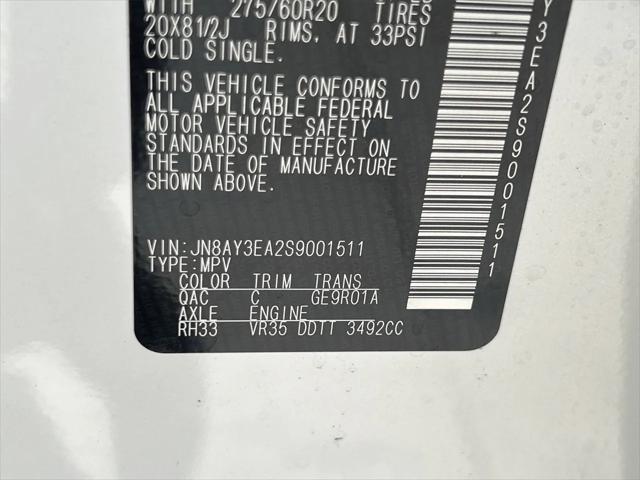 WITH 275/60R20 TIRES
20X81/2J RIMS, AT 33PSI
COLD SINGLE.
THIS VEHICLE CONFORMS TO
ALL APPLICABLE FEDERAL
MOTOR VEHICLE SAFETY
STANDARDS IN EFFECT ON
THE DATE OF MANUFACTURE
SHOWN ABOVE.
VIN:JN8AY3EA2S9001511
TYPE:MPV
COLOR TRIM TRANS
QAC C GE9R01A
AXLE ENGINE
RH33 VR35 DDTT 3492CC
Y3EA2S9001511